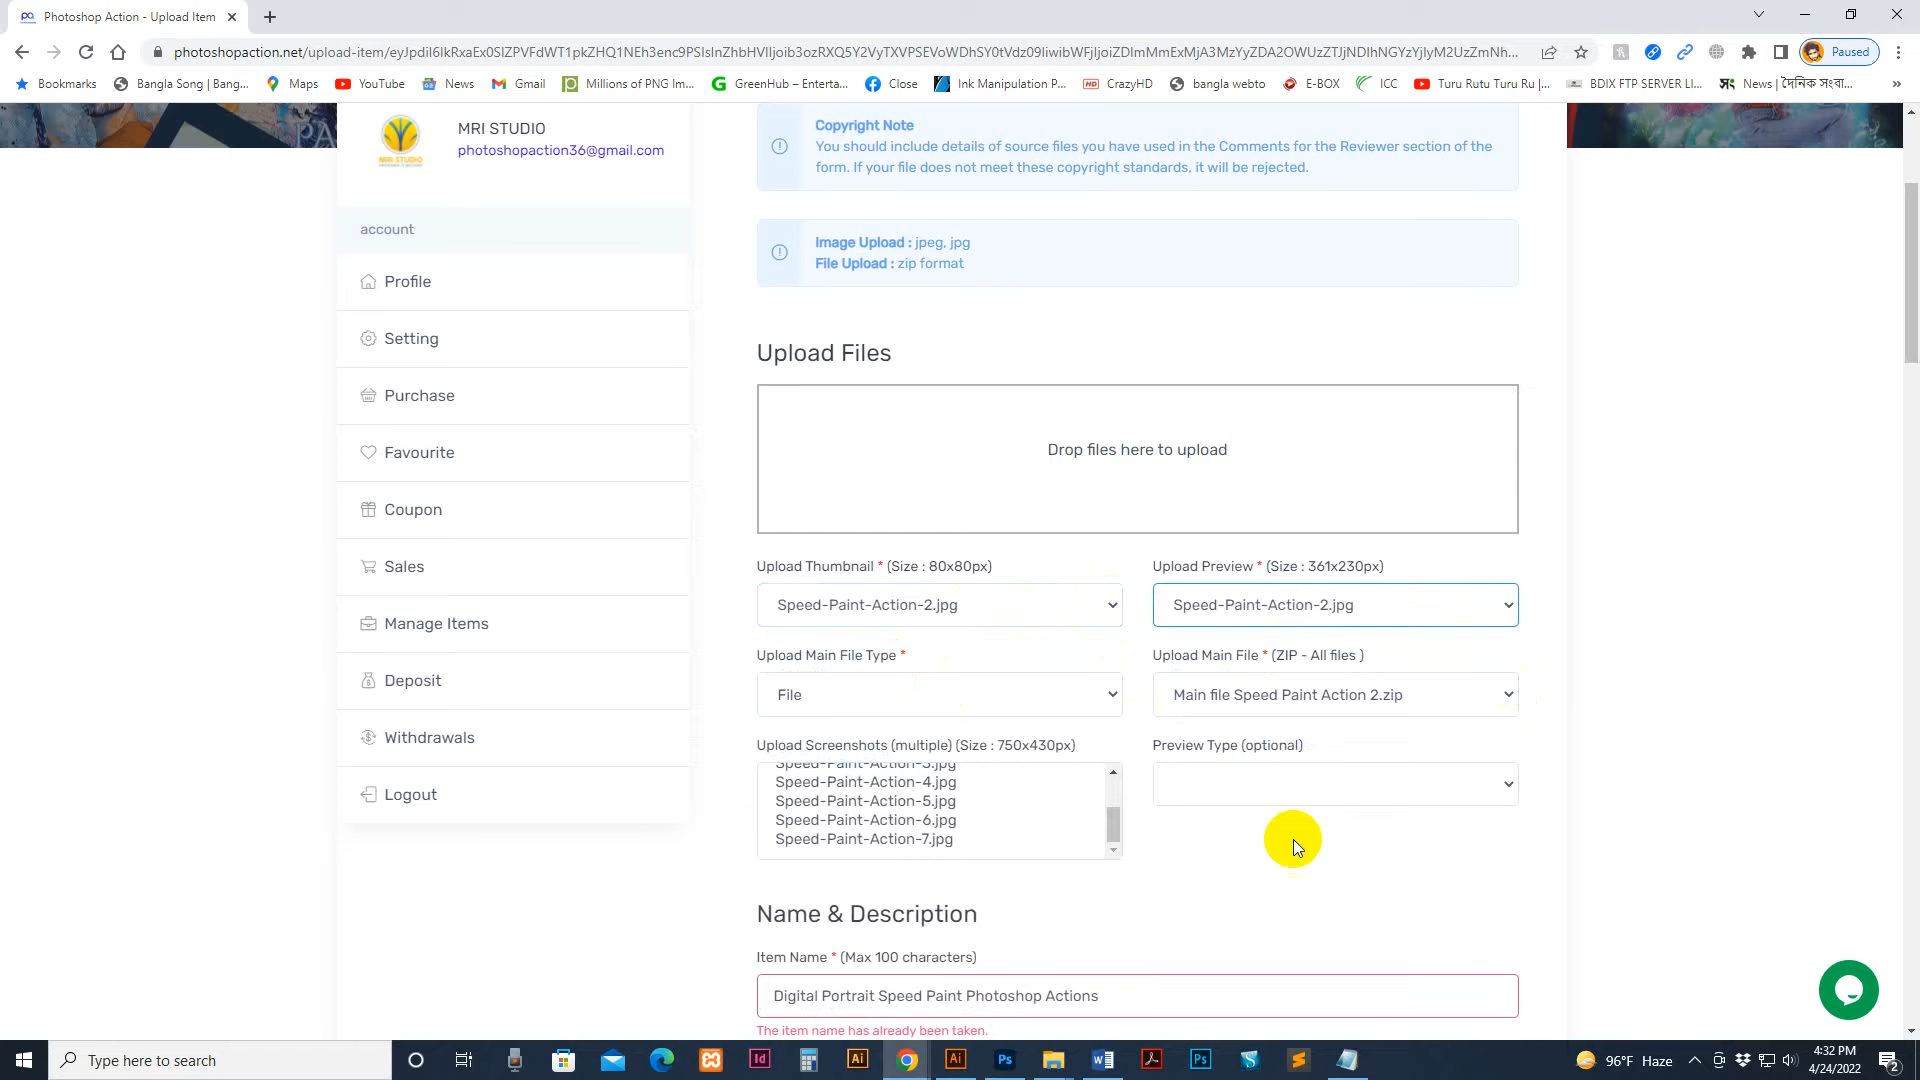 Photoshop Action - Upload Item
photoshopaction.net/upload-item/
Paused
Bookmarks
Bangla Song | Bang...
Maps
YouTube
News
Gmail
Millions of PNG Im...
GreenHub – Enterta...
Close
Ink Manipulation P...
CrazyHD
bangla webto
E-BOX
ICC
Turu Rutu Turu Ru |...
BDIX FTP SERVER LI...
News | দৈনিক সংবা...
»
MRI STUDIO
photoshopaction36@gmail.com
MRI STUDIO
account
Profile
Setting
Purchase
Favourite
Coupon
Sales
Manage Items
Deposit
Withdrawals
Logout
Copyright Note
You should include details of source files you have used in the Comments for the Reviewer section of the
form. If your file does not meet these copyright standards, it will be rejected.
Image Upload : jpeg, jpg
File Upload : zip format
Upload Files
Drop files here to upload
Upload Thumbnail * (Size : 80x80px)
Speed-Paint-Action-2.jpg
Upload Preview * (Size : 361x230px)
Speed-Paint-Action-2.jpg
Upload Main File Type *
File
Upload Main File * (ZIP - All files )
Main file Speed Paint Action 2.zip
Upload Screenshots (multiple) (Size : 750x430px)
Speed-Paint-Action-3.jpg
Speed-Paint-Action-4.jpg
Speed-Paint-Action-5.jpg
Speed-Paint-Action-6.jpg
Speed-Paint-Action-7.jpg
Preview Type (optional)
Name & Description
Item Name * (Max 100 characters)
Digital Portrait Speed Paint Photoshop Actions
The item name has already been taken.
Type here to search
96°F Haze
4:32 PM
4/24/2022
2